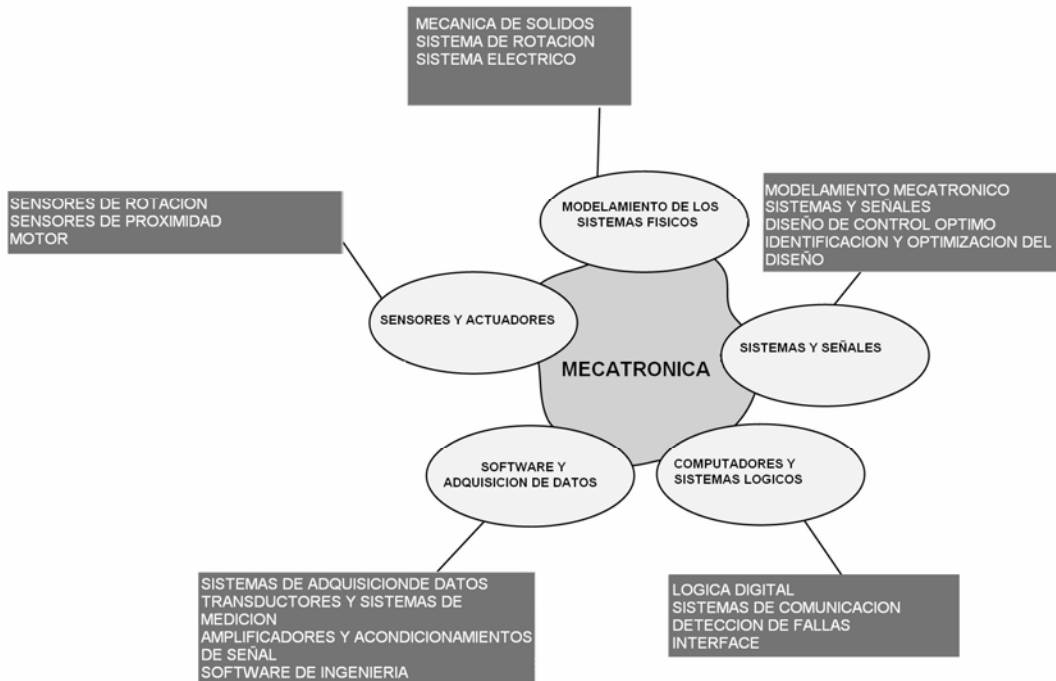 MECANICA DE SOLIDOS
SISTEMA DE ROTACION
SISTEMA ELECTRICO
MODELAMIENTO DE LOS
SISTEMAS FISICOS
SENSORES DE ROTACION
SENSORES DE PROXIMIDAD
MOTOR
MODELAMIENTO MECATRONICO
SISTEMAS Y SEÑALES
DISEÑO DE CONTROL OPTIMO
IDENTIFICACION Y OPTIMIZACION DEL
DISEÑO
SENSORES Y ACTUADORES
SISTEMAS Y SEÑALES
MECATRONICA
SOFTWARE Y
ADQUISICION DE DATOS
COMPUTADORES Y
SISTEMAS LOGICOS
SISTEMAS DE ADQUISICIONDE DATOS
TRANSDUCTORES Y SISTEMAS DE
MEDICION
AMPLIFICADORES Y ACONDICIONAMIENTOS
DE SEÑAL
SOFTWARE DE INGENIERIA
LOGICA DIGITAL
SISTEMAS DE COMUNICACION
DETECCION DE FALLAS
INTERFACE